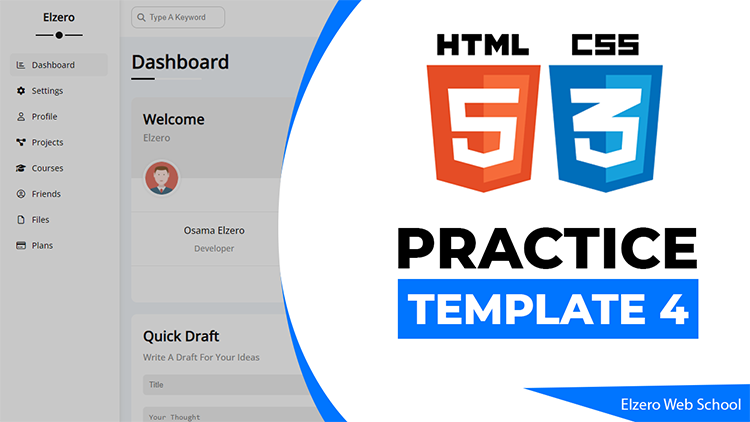 Elzero
Dashboard
Settings
Profile
Projects
Courses
Friends
Files
Plans
Type A Keyword
Dashboard
Welcome
Elzero
Osama Elzero
Developer
Quick Draft
Write A Draft For Your Ideas
Title
Your Thought
HTML CSS
5 3
PRACTICE
TEMPLATE 4
Elzero Web School